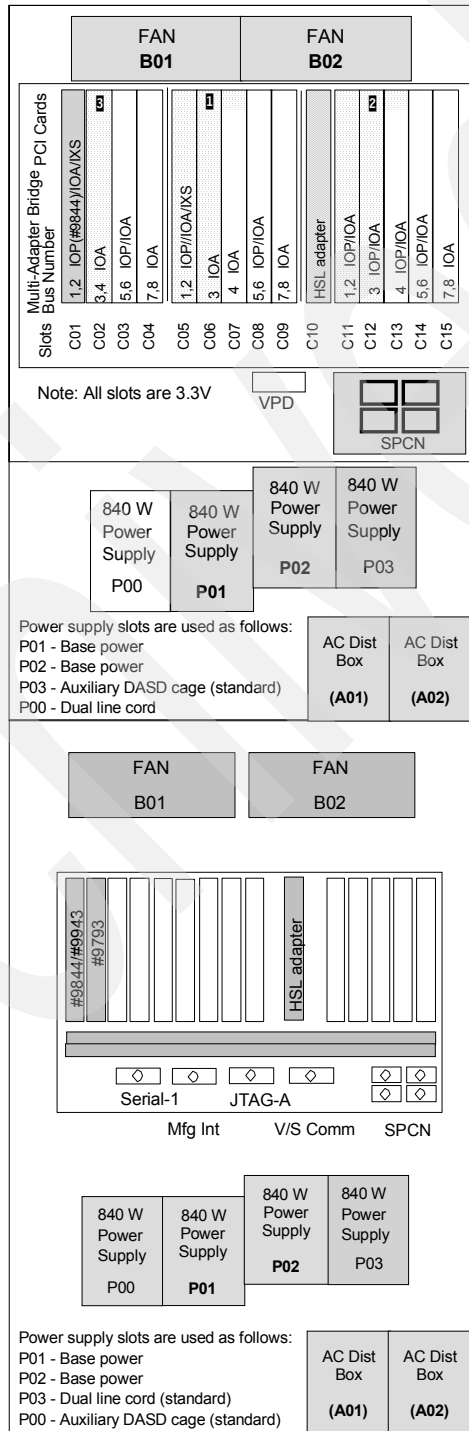 FAN
B01
FAN
B02
Multi-Adapter Bridge PCI Cards
Bus Number
Slots
1,2 IOP(#9844)/IOA/IXS
C01
3
3,4 IOA
C02
5,6 IOP/IOA
C03
7,8 IOA
C04
1,2 IOP//IOA/IXS
C05
1
3 IOA
C06
4 IOA
C07
5,6 IOP/IOA
C08
7,8 IOA
C09
HSL adapter
C10
1,2 IOP/IOA
C11
2
3 IOP/IOA
C12
4 IOP/IOA
C13
5,6 IOP/IOA
C14
7,8 IOA
C15
Note: All slots are 3.3V
VPD
SPCN
840 W
Power
Supply
P00
840 W
Power
Supply
P01
840 W
Power
Supply
P02
840 W
Power
Supply
P03
Power supply slots are used as follows:
P01 - Base power
P02 - Base power
P03 - Auxiliary DASD cage (standard)
P00 - Dual line cord
AC Dist
Box
(A01)
AC Dist
Box
(A02)
FAN
B01
FAN
B02
#9844/#9943
#9793
HSL adapter
Serial-1
JTAG-A
Mfg Int
V/S Comm
SPCN
840 W
Power
Supply
P00
840 W
Power
Supply
P01
840 W
Power
Supply
P02
840 W
Power
Supply
P03
Power supply slots are used as follows:
P01 - Base power
P02 - Base power
P03 - Dual line cord (standard)
P00 - Auxiliary DASD cage (standard)
AC Dist
Box
(A01)
AC Dist
Box
(A02)